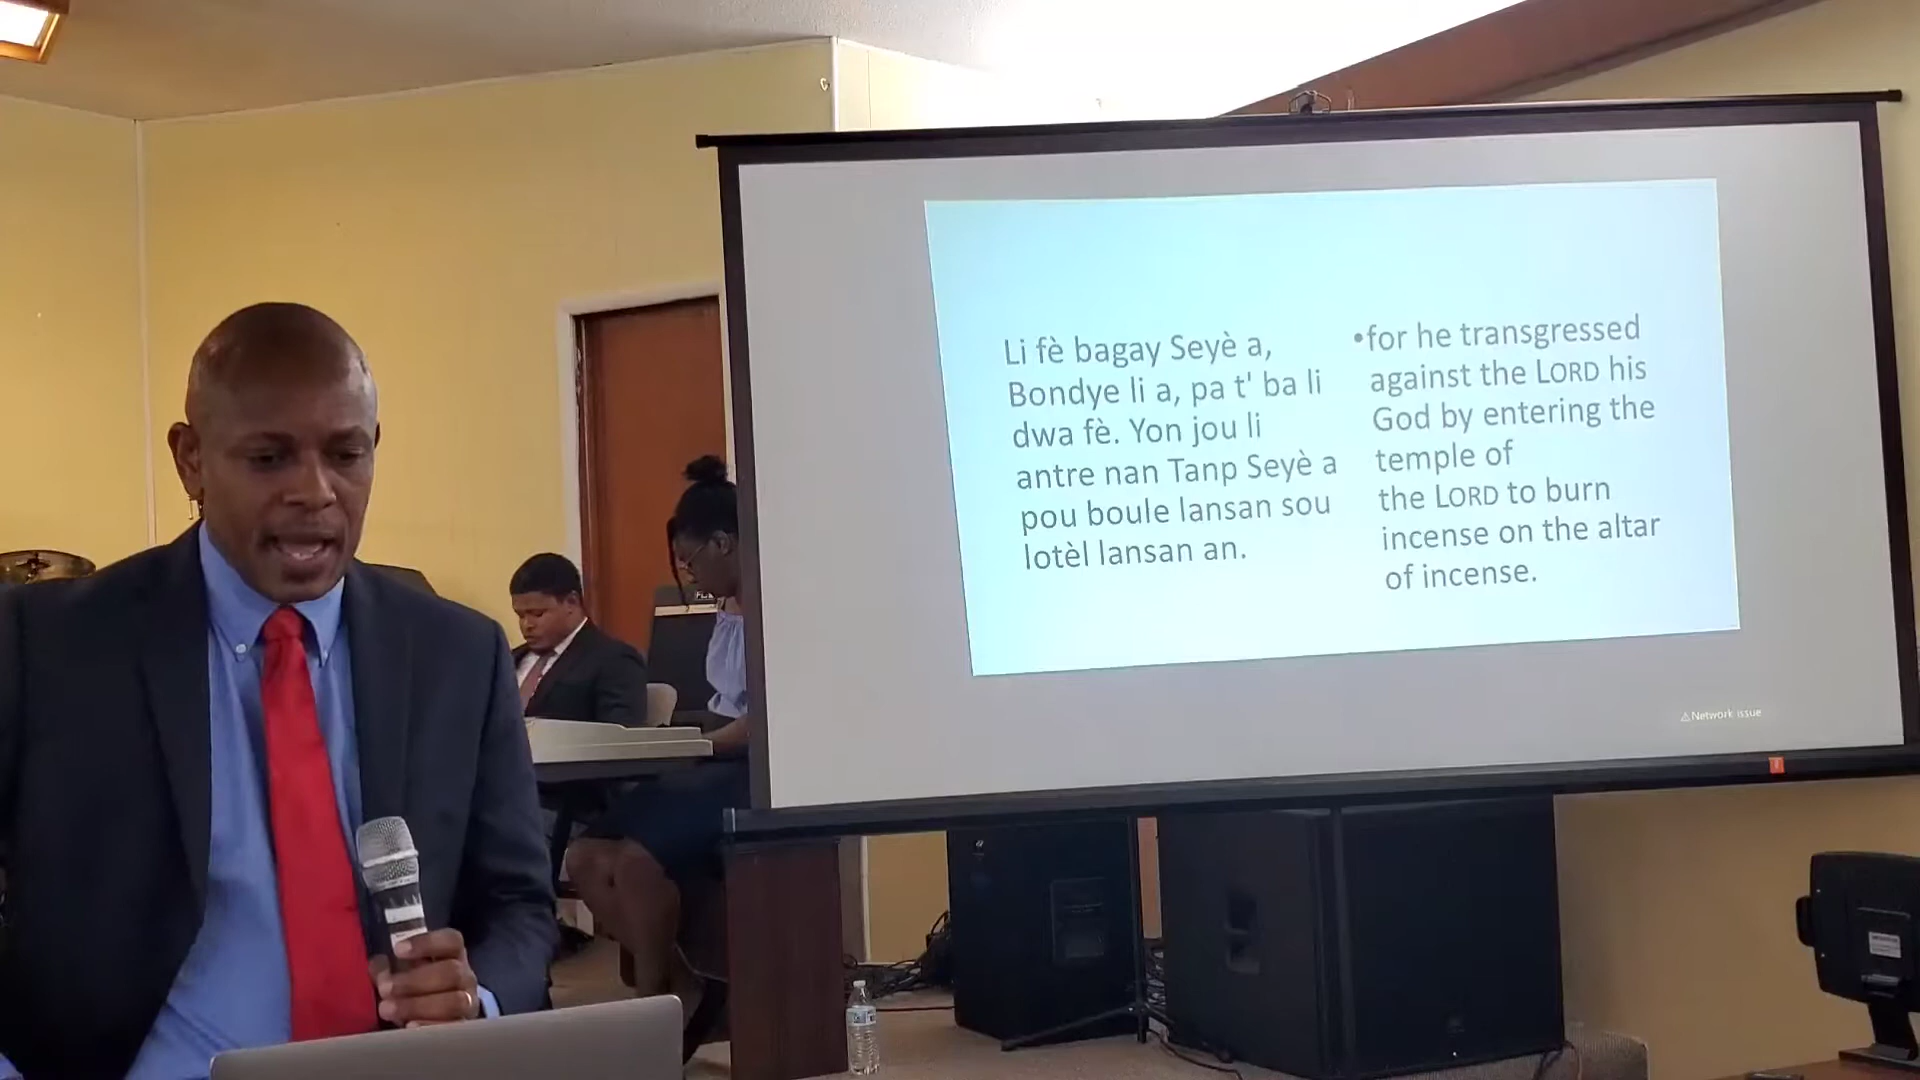 Li fè bagay Seyè a,
Bondye li a, pa t' ba li
dwa fè. Yon jou li
antre nan Tanp Seyè a
pou boule lansan sou
lotèl lansan an.
•for he transgressed
against the LORD his
God by entering the
temple of
the LORD to burn
incense on the altar
of incense.
⚠Network issue